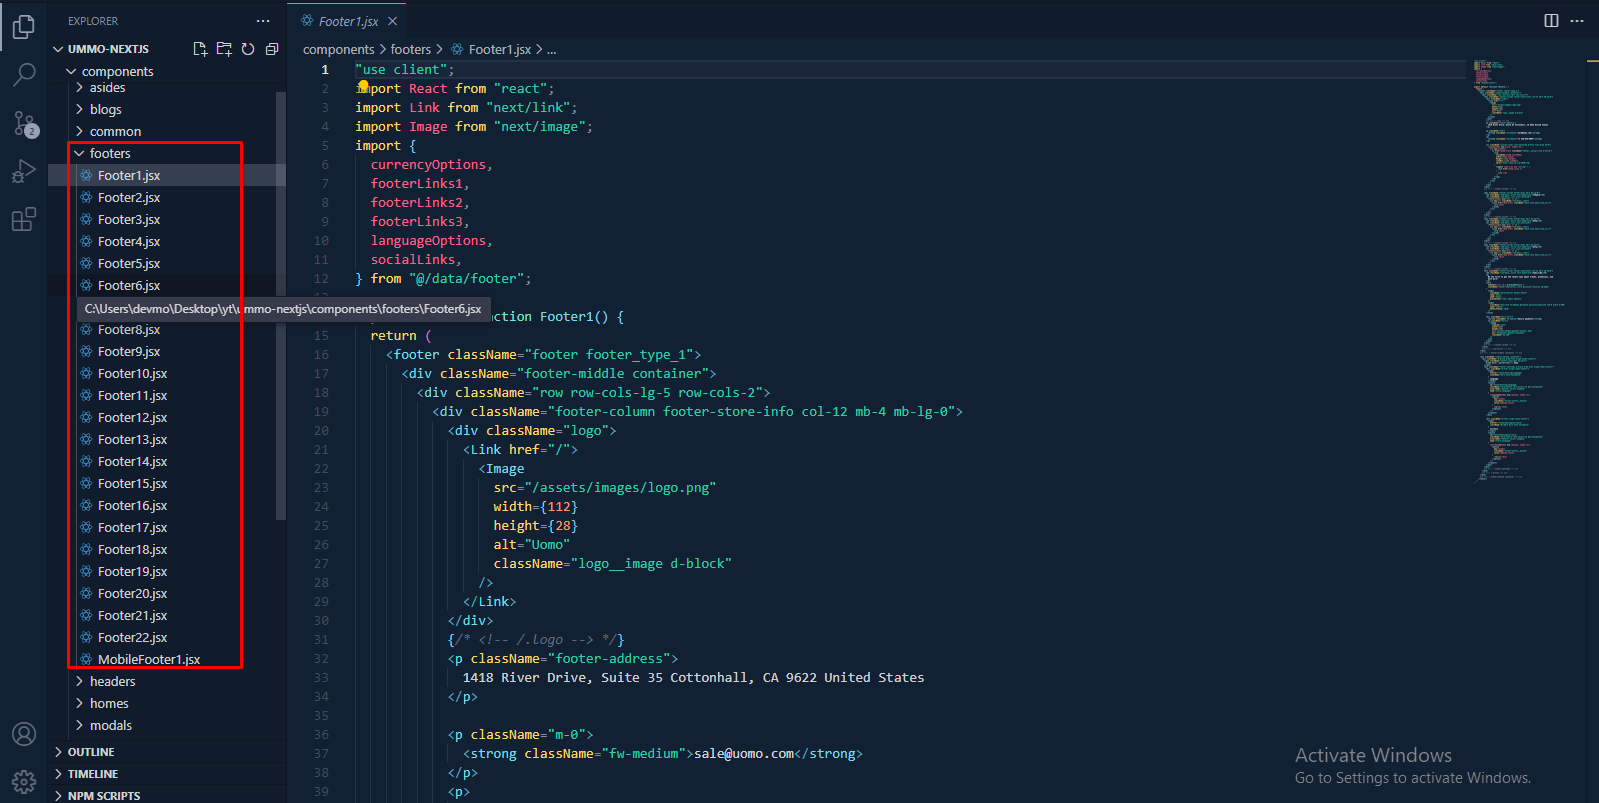 EXPLORER
UMMO-NEXTJS
components
asides
blogs
common
footers
Footer1.jsx
Footer2.jsx
Footer3.jsx
Footer4.jsx
Footer5.jsx
Footer6.jsx
C:\Users\devmo\Desktop\yt\ummo-nextjs\components\footers\Footer6.jsx
Footer8.jsx
Footer9.jsx
Footer10.jsx
Footer11.jsx
Footer12.jsx
Footer13.jsx
Footer14.jsx
Footer15.jsx
Footer16.jsx
Footer17.jsx
Footer18.jsx
Footer19.jsx
Footer20.jsx
Footer21.jsx
Footer22.jsx
MobileFooter1.jsx
headers
homes
modals
OUTLINE
TIMELINE
NPM SCRIPTS
2
Footer1.jsx
components > footers > Footer1.jsx > ...
1 "use client";
2 import React from "react";
3 import Link from "next/link";
4 import Image from "next/image";
5 import {
6 currencyOptions,
7 footerLinks1,
8 footerLinks2,
9 footerLinks3,
10 languageOptions,
11 socialLinks,
12 } from "@/data/footer";
nction Footer1() {
15 return (
16 <footer className="footer footer_type_1">
17 <div className="footer-middle container">
18 <div className="row row-cols-lg-5 row-cols-2">
19 <div className="footer-column footer-store-info col-12 mb-4 mb-lg-0">
20 <div className="logo">
21 <Link href="/">
22 <Image
23 src="/assets/images/logo.png"
24 width={112}
25 height={28}
26 alt="Uomo"
27 className="logo__image d-block"
28 />
29 </Link>
30 </div>
31 {/* <!-- /.logo --> */}
32 <p className="footer-address">
33 1418 River Drive, Suite 35 Cottonhall, CA 9622 United States
34 </p>
35
36 <p className="m-0">
37 <strong className="fw-medium">sale@uomo.com</strong>
38 </p>
39 <p>
Activate Windows
Go to Settings to activate Windows.